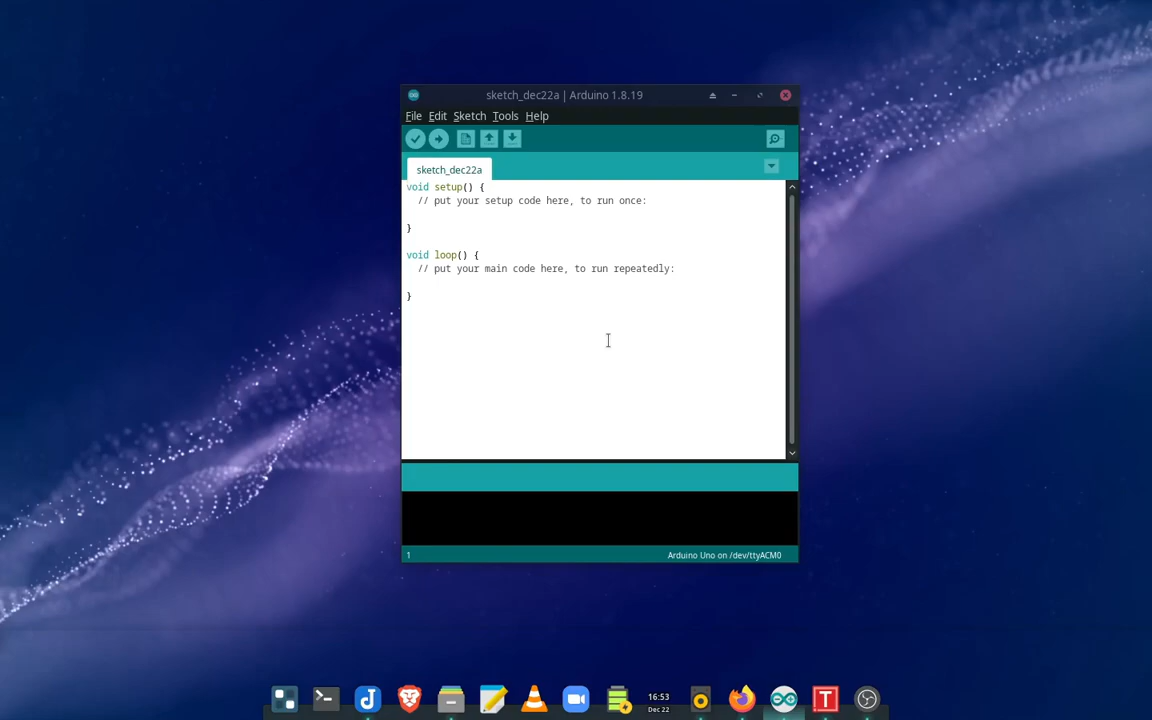 sketch_dec22a | Arduino 1.8.19
File Edit Sketch Tools Help
sketch_dec22a
void setup() {
  // put your setup code here, to run once:
}
void loop() {
  // put your main code here, to run repeatedly:
}
1 Arduino Uno on /dev/ttyACM0
16:53
Dec 22